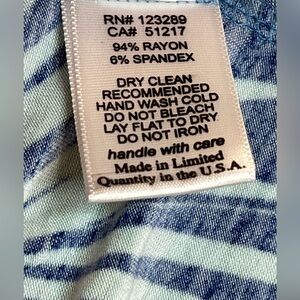 RN# 123289
CA# 51217
94% RAYON
6% SPANDEX
DRY CLEAN
RECOMMENDED
HAND WASH COLD
DO NOT BLEACH
LAY FLAT TO DRY
DO NOT IRON
handle with care
Made in Limited
Quantity in the U.S.A.